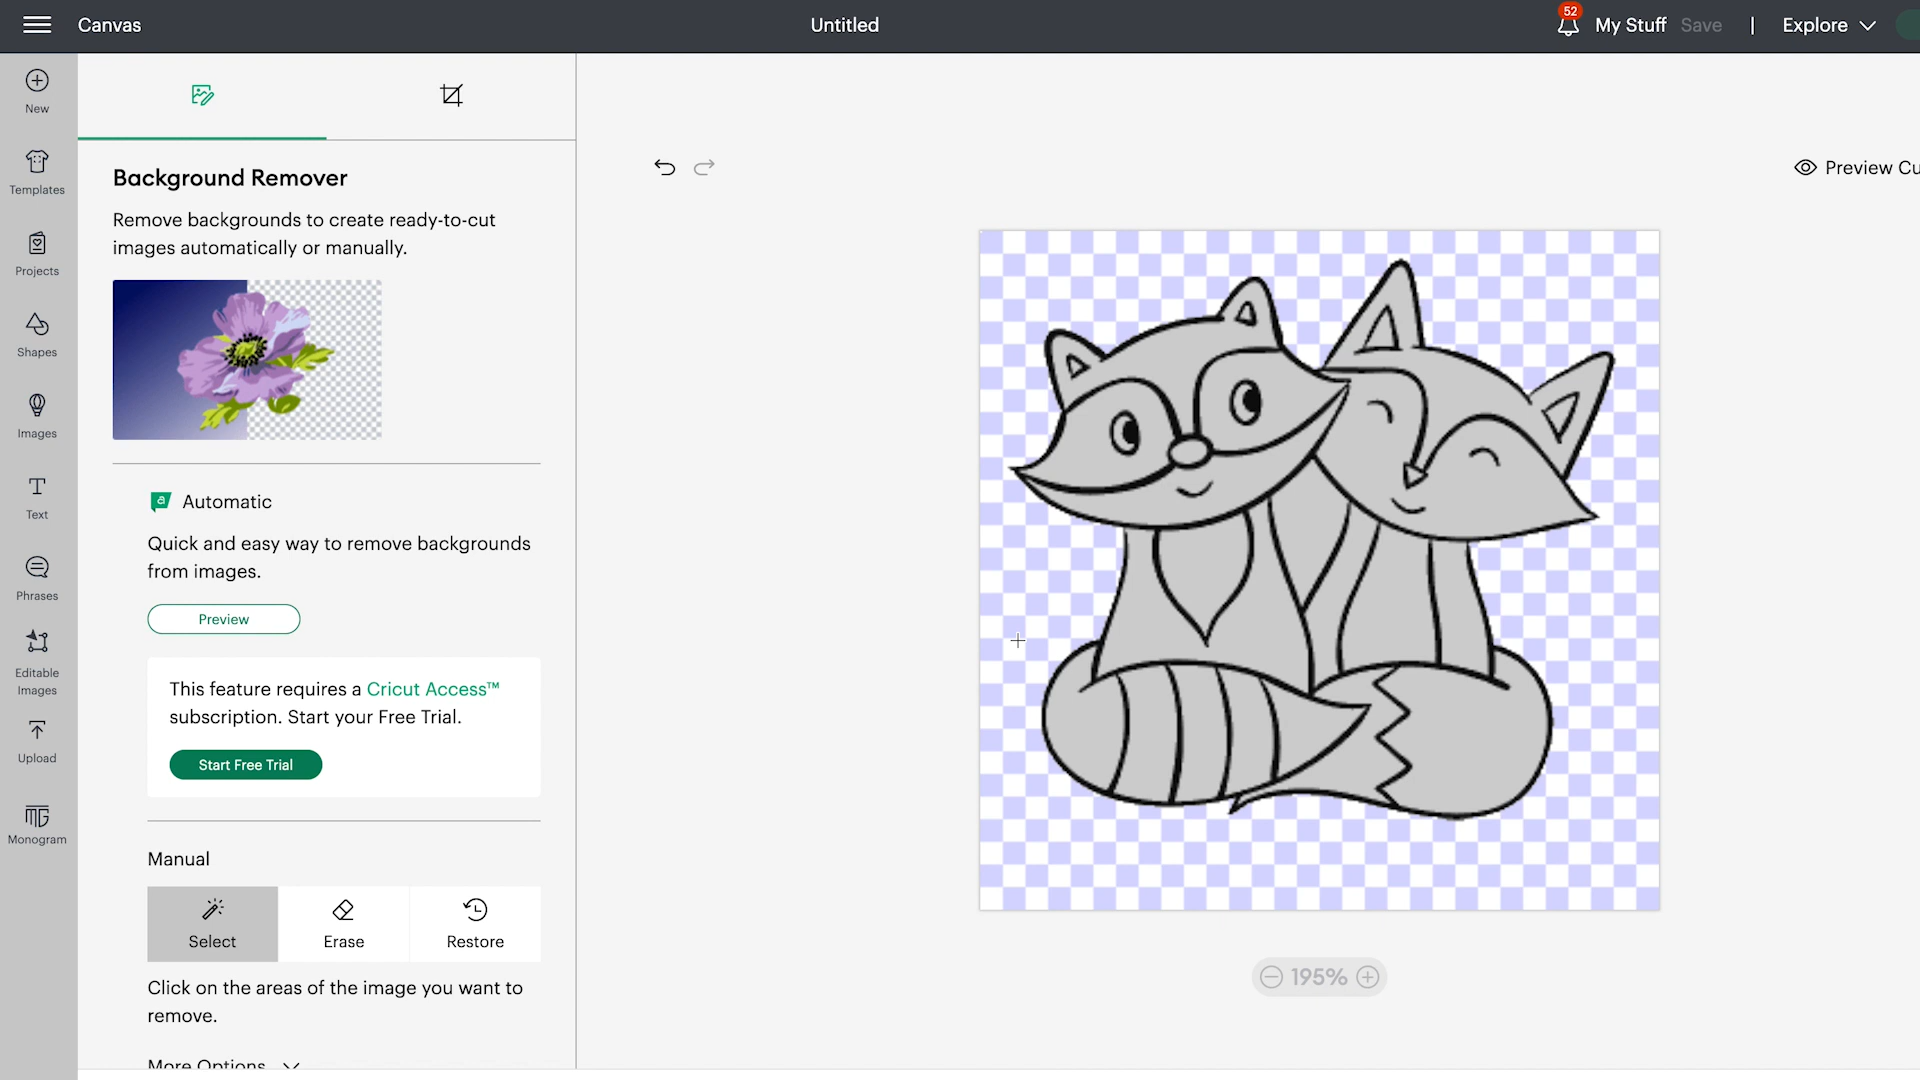 Canvas
Untitled
52
My Stuff
Save
Explore
New
Templates
Projects
Shapes
Images
Text
Phrases
Editable
Images
Upload
Monogram
Background Remover
Remove backgrounds to create ready-to-cut
images automatically or manually.
a Automatic
Quick and easy way to remove backgrounds
from images.
Preview
This feature requires a Cricut Access™
subscription. Start your Free Trial.
Start Free Trial
Manual
Select
Erase
Restore
Click on the areas of the image you want to
remove.
More Options
Preview Cu
195%